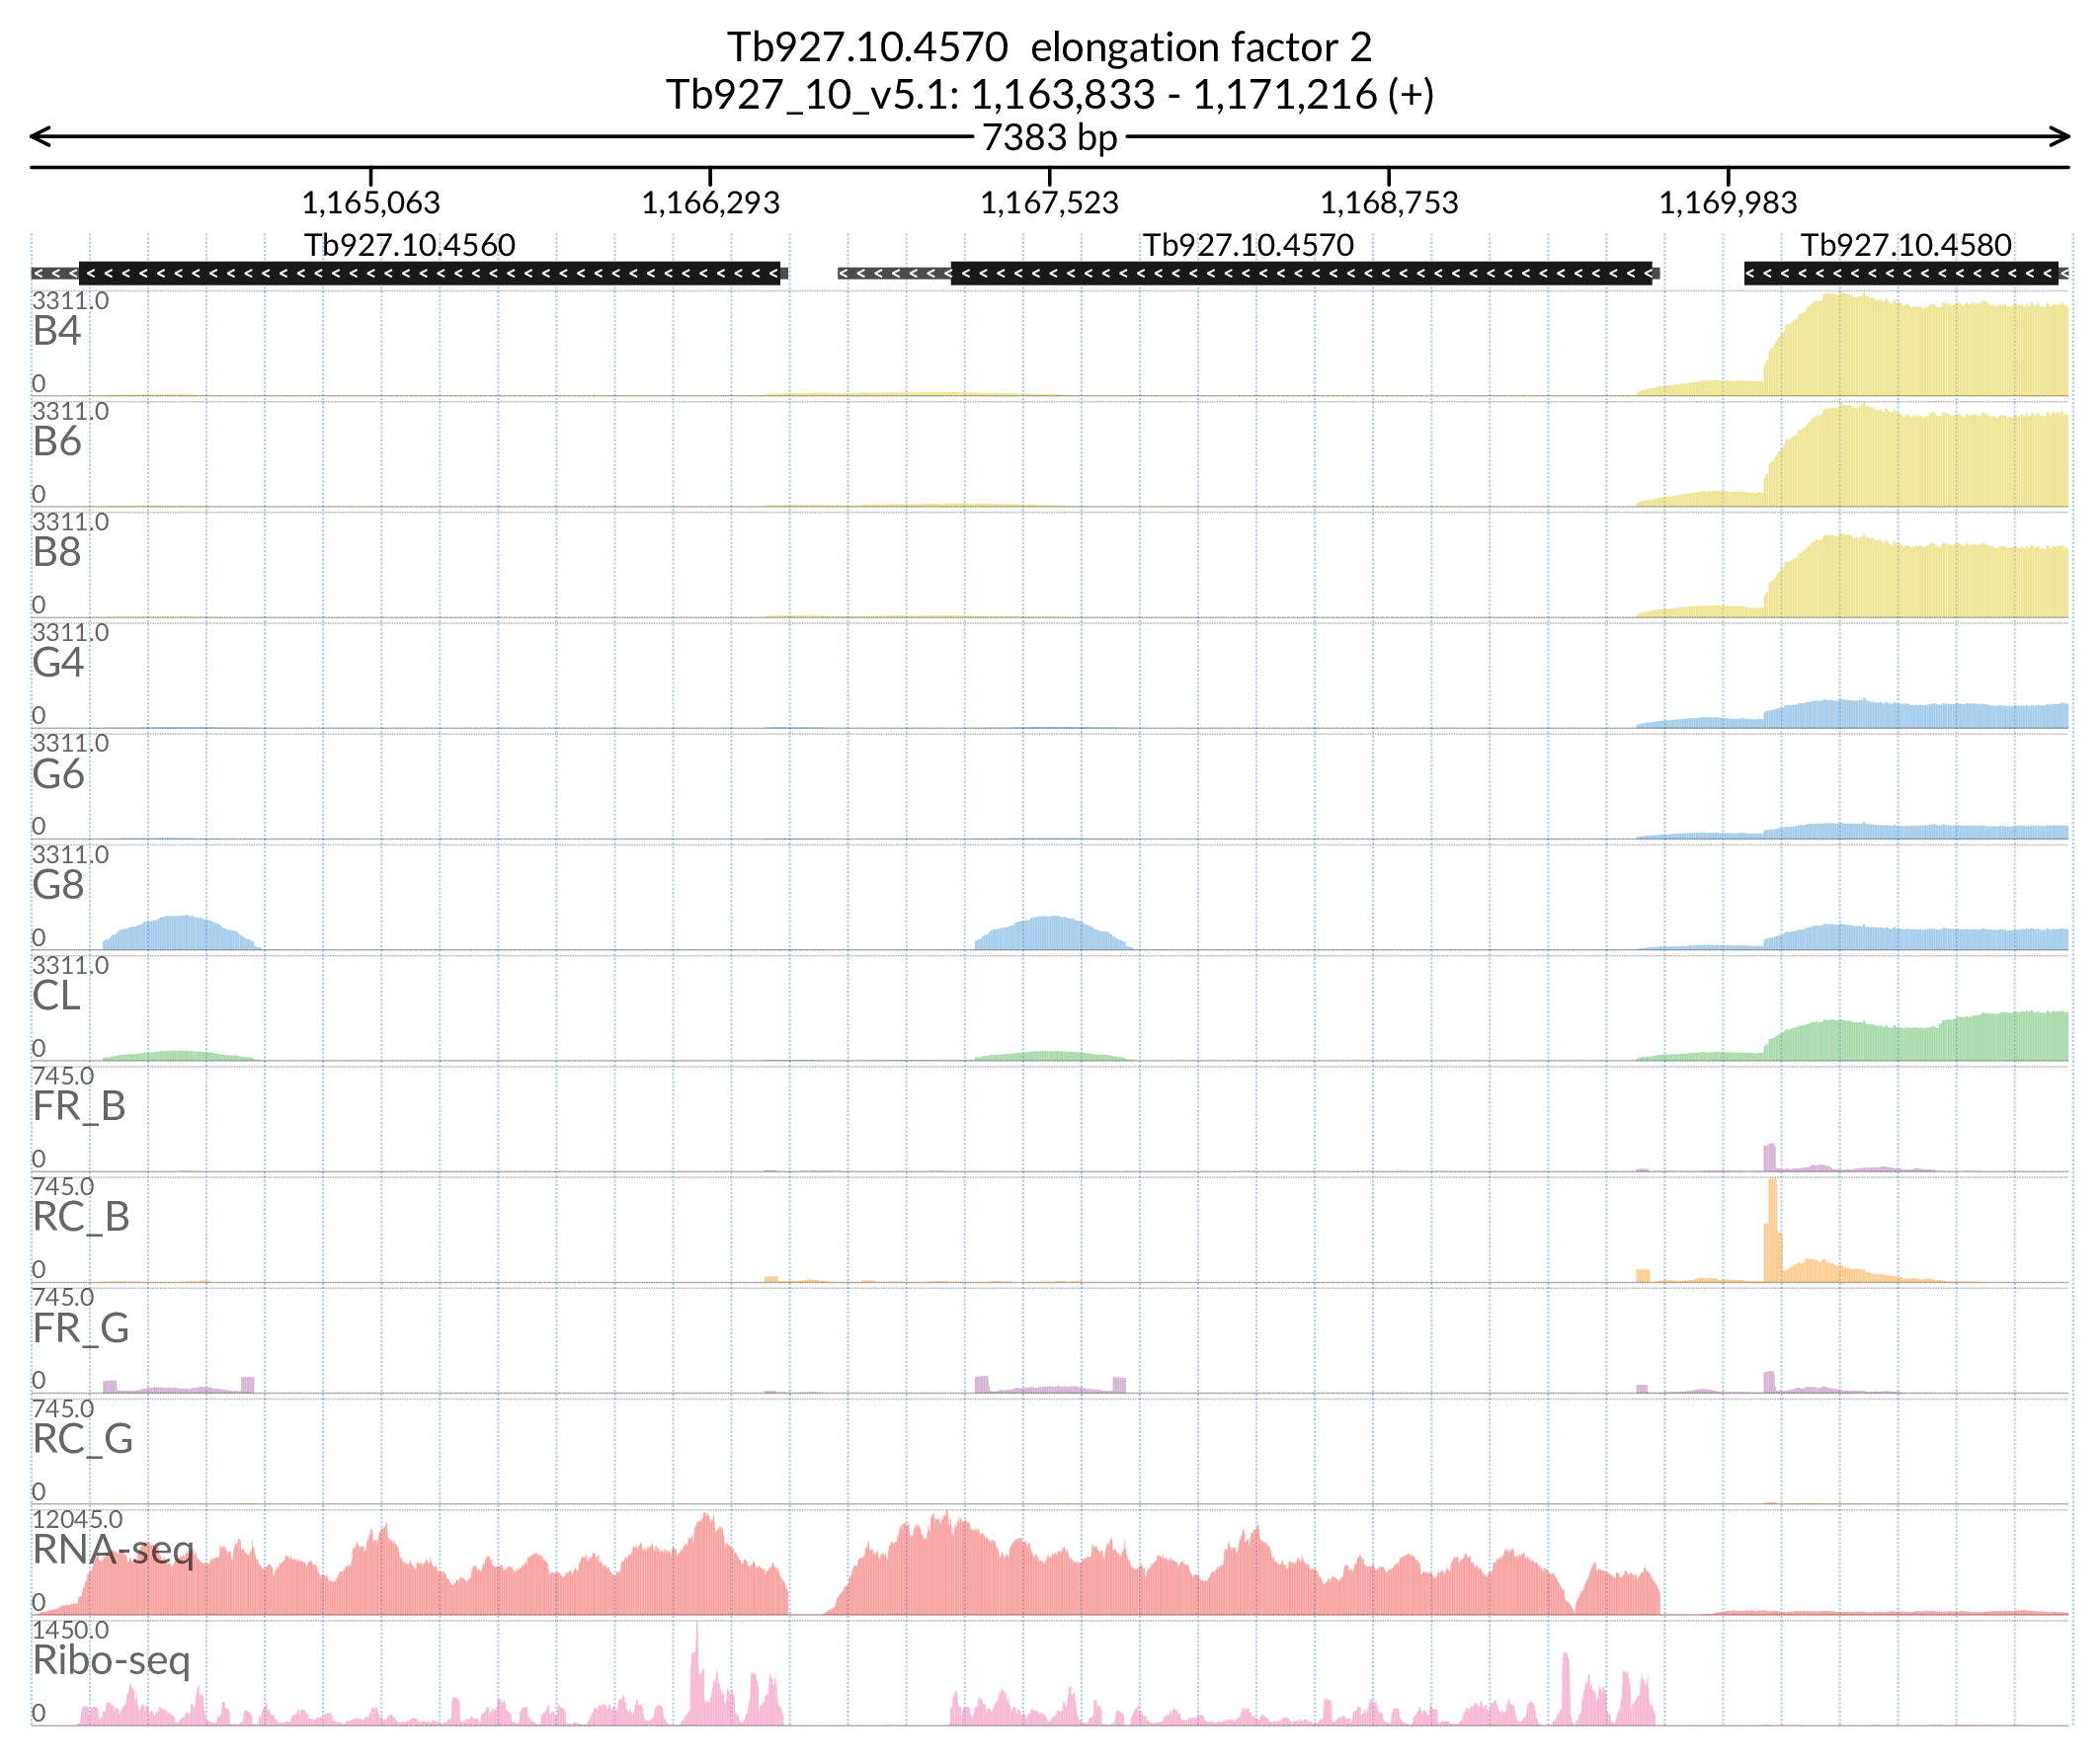 Tb927.10.4570 elongation factor 2
Tb927_10_v5.1: 1,163,833 - 1,171,216 (+)
7383 bp
1,165,063 1,166,293 1,167,523 1,168,753 1,169,983
Tb927.10.4560 Tb927.10.4570 Tb927.10.4580
3311.0
B4
0
3311.0
B6
0
3311.0
B8
0
3311.0
G4
0
3311.0
G6
0
3311.0
G8
0
3311.0
CL
0
745.0
FR_B
0
745.0
RC_B
0
745.0
FR_G
0
745.0
RC_G
0
12045.0
RNA-seq
0
1450.0
Ribo-seq
0